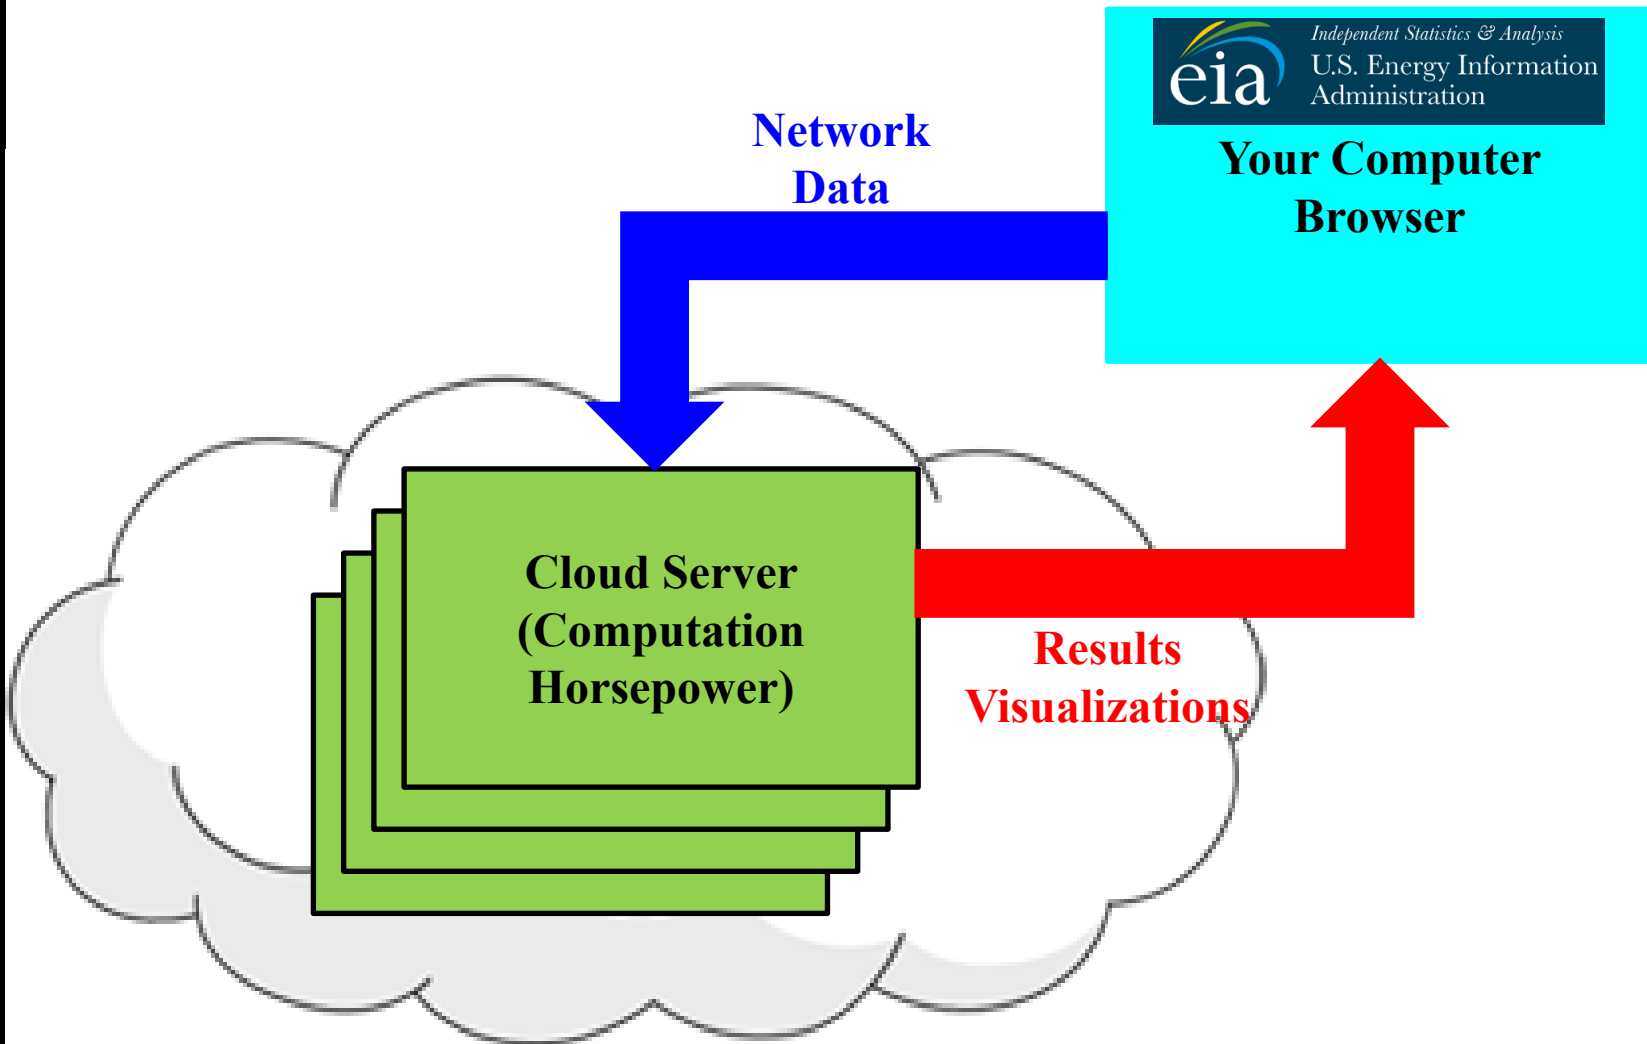 Independent Statistics & Analysis
eia
U.S. Energy Information
Administration
Network
Data
Your Computer
Browser
Cloud Server
(Computation
Horsepower)
Results
Visualizations